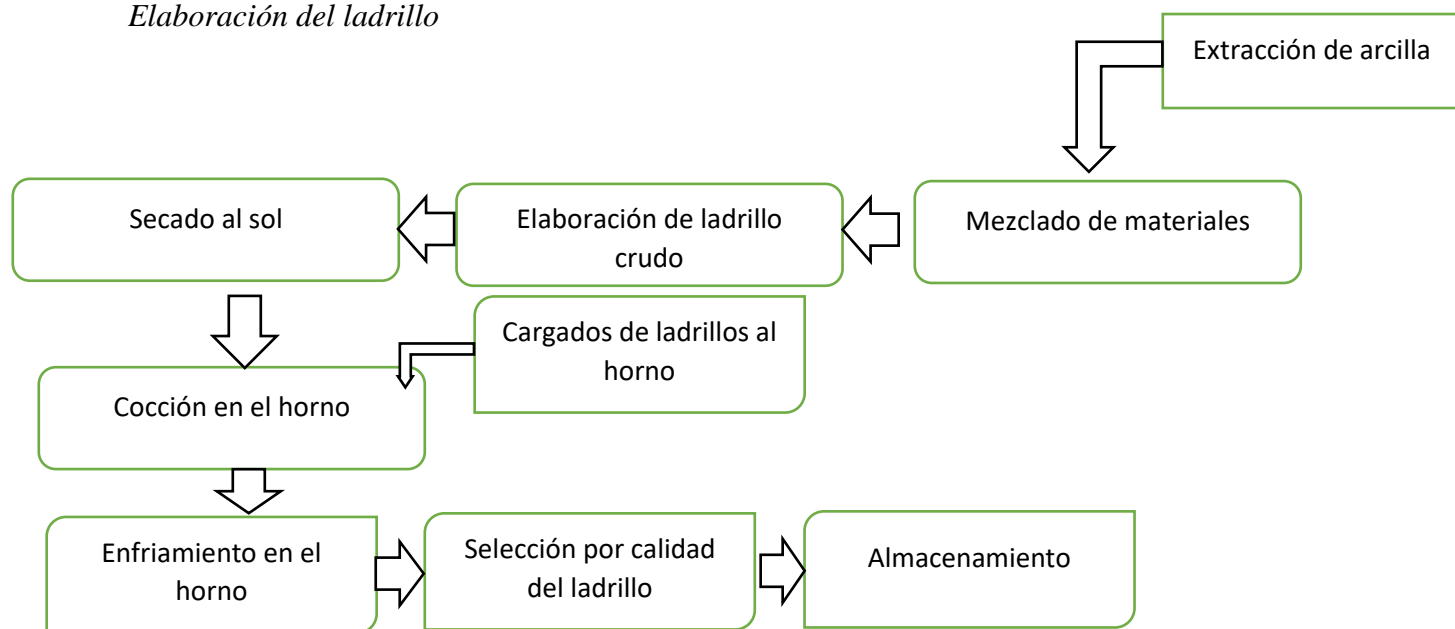 Elaboración del ladrillo
Extracción de arcilla
Mezclado de materiales
Elaboración de ladrillo
crudo
Secado al sol
Cargados de ladrillos al
horno
Cocción en el horno
Enfriamiento en el
horno
Selección por calidad
del ladrillo
Almacenamiento